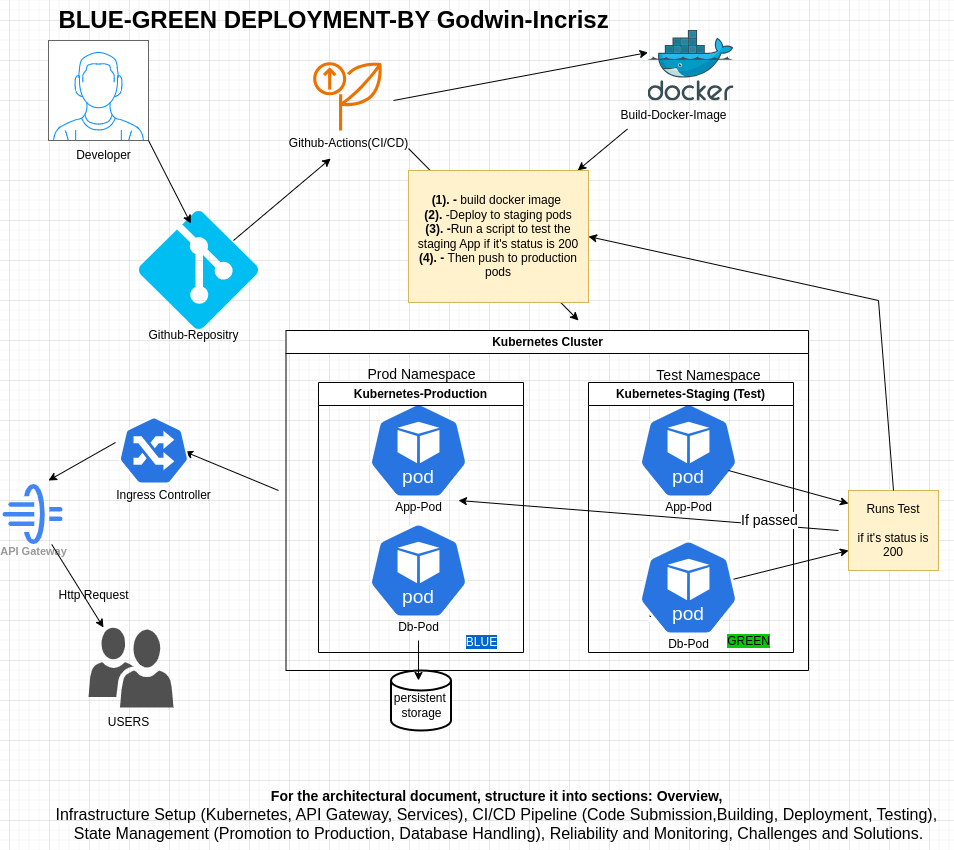 BLUE-GREEN DEPLOYMENT-BY Godwin-Incrisz
docker
Build-Docker-Image
Github-Actions(CI/CD)
Developer
(1). - build docker image
(2). -Deploy to staging pods
(3). -Run a script to test the
staging App if it's status is 200
(4). - Then push to production
pods
Github-Repositry
Kubernetes Cluster
Prod Namespace
Kubernetes-Production
pod
App-Pod
pod
Db-Pod
BLUE
persistent
storage
Test Namespace
Kubernetes-Staging (Test)
pod
App-Pod
If passed
pod
Db-Pod
GREEN
Runs Test
if it's status is
200
Ingress Controller
API Gateway
Http Request
USERS
For the architectural document, structure it into sections: Overview,
Infrastructure Setup (Kubernetes, API Gateway, Services), CI/CD Pipeline (Code Submission,Building, Deployment, Testing),
State Management (Promotion to Production, Database Handling), Reliability and Monitoring, Challenges and Solutions.